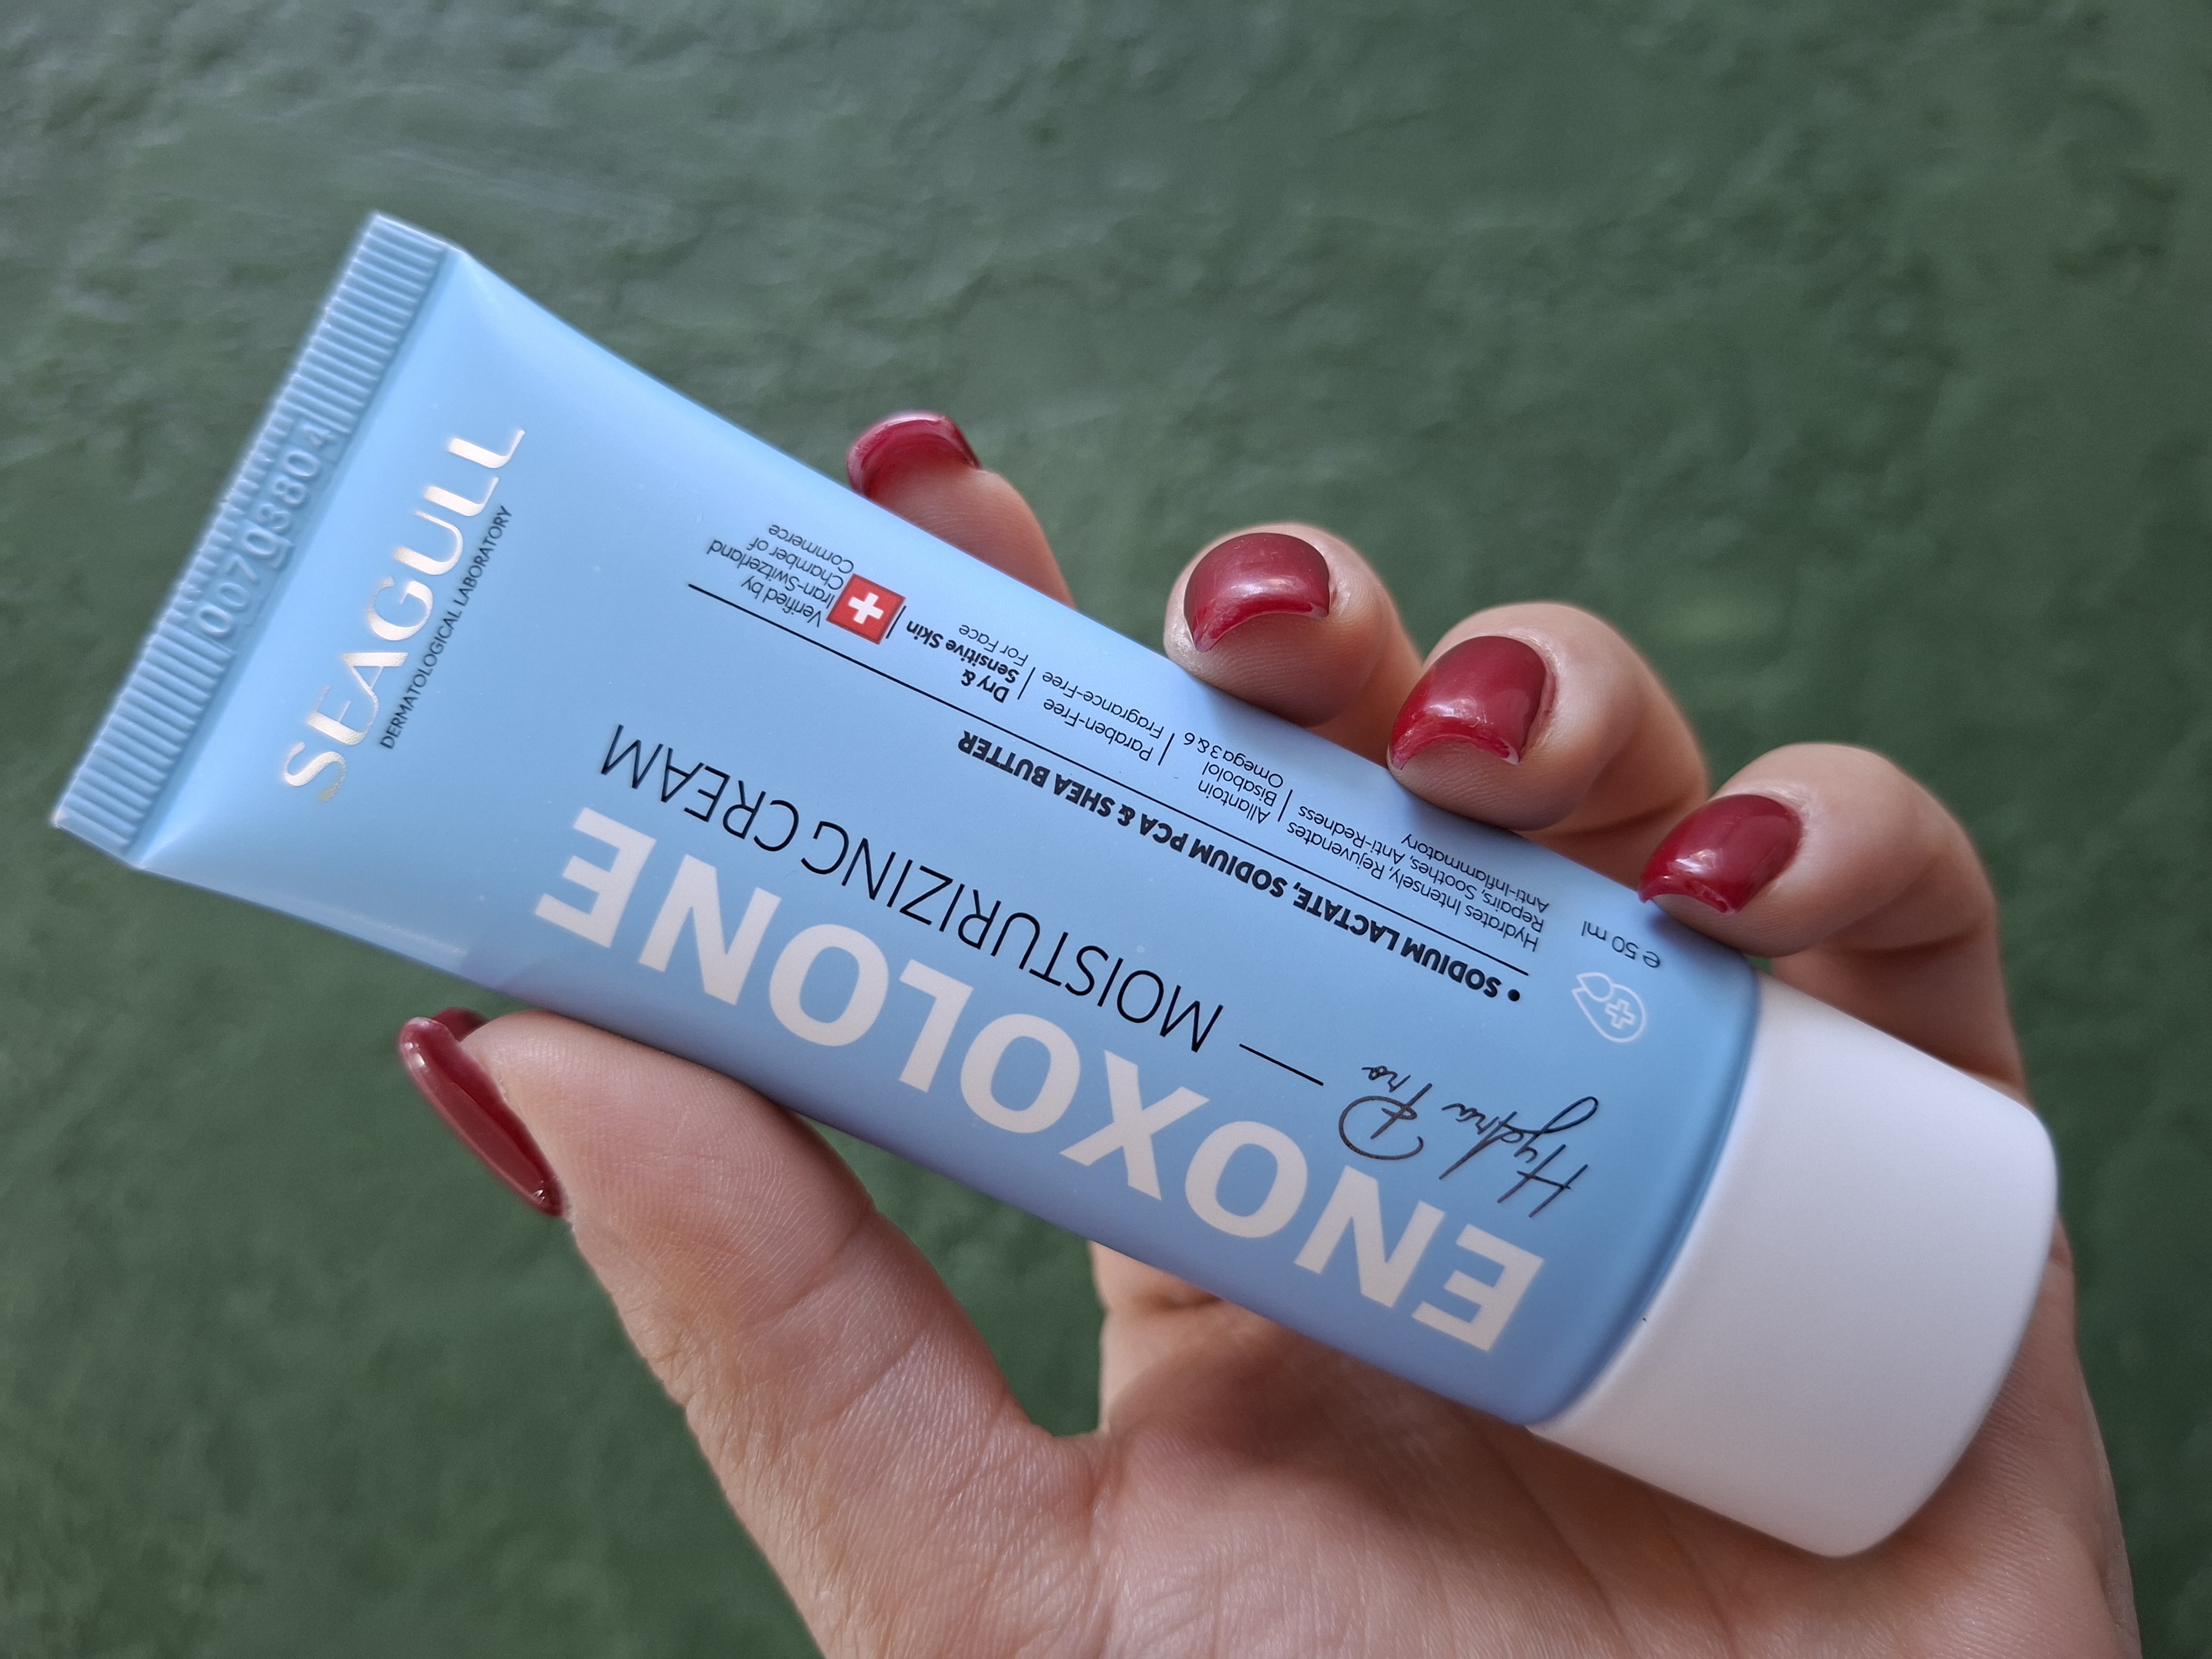 SEAGULL
DERMATOLOGICAL LABORATORY
ENOXOLONE
Hydra Pro
MOISTURIZING CREAM
• SODIUM LACTATE, SODIUM PCA & SHEA BUTTER
Hydrates Intensely, Rejuvenates
Repairs, Soothes, Anti-Redness
Anti-Inflammatory
Allantoin
Bisabolol
Omega 3 & 6
Paraben-Free
Fragrance-Free
Dry &
Sensitive Skin
For Face
Verified by
Iran-Switzerland
Chamber of
Commerce
e 50 ml